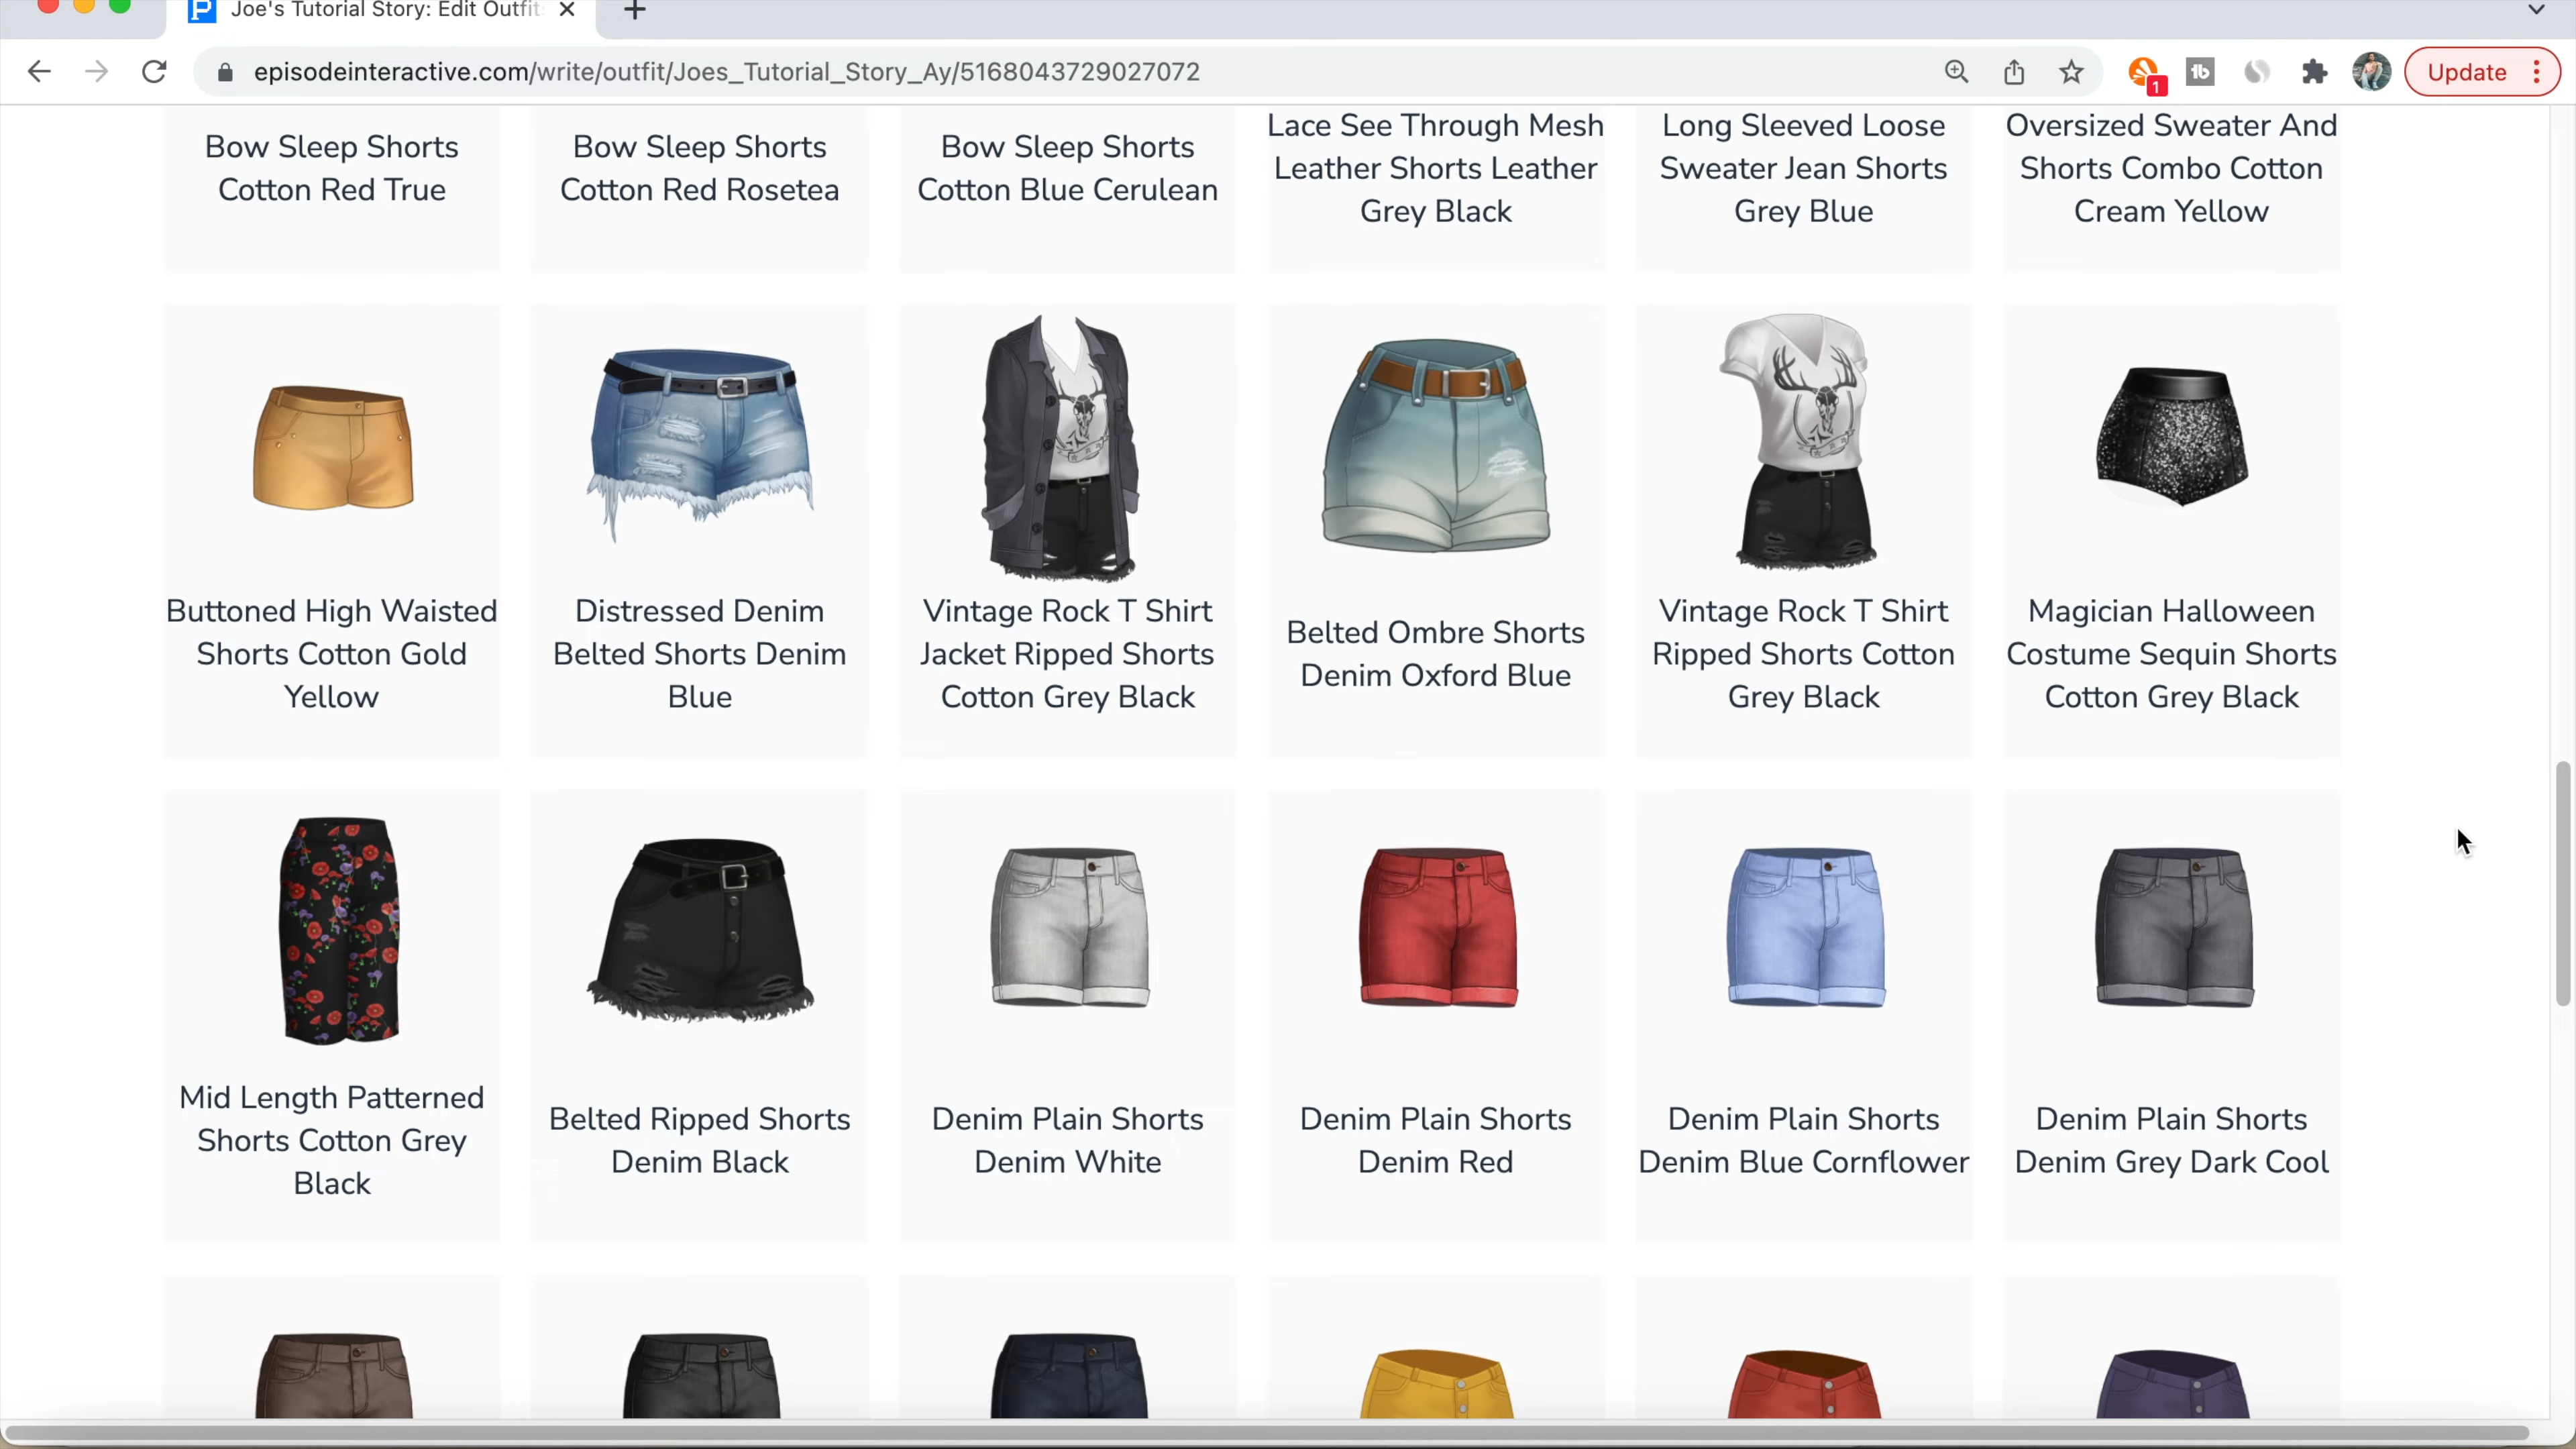 Joe's Tutorial Story: Edit Outfit
episodeinteractive.com/write/outfit/Joes_Tutorial_Story_Ay/5168043729027072
1
tb
Update
Bow Sleep Shorts
Cotton Red True
Bow Sleep Shorts
Cotton Red Rosetea
Bow Sleep Shorts
Cotton Blue Cerulean
Lace See Through Mesh
Leather Shorts Leather
Grey Black
Long Sleeved Loose
Sweater Jean Shorts
Grey Blue
Oversized Sweater And
Shorts Combo Cotton
Cream Yellow
Buttoned High Waisted
Shorts Cotton Gold
Yellow
Distressed Denim
Belted Shorts Denim
Blue
Vintage Rock T Shirt
Jacket Ripped Shorts
Cotton Grey Black
Belted Ombre Shorts
Denim Oxford Blue
Vintage Rock T Shirt
Ripped Shorts Cotton
Grey Black
Magician Halloween
Costume Sequin Shorts
Cotton Grey Black
Mid Length Patterned
Shorts Cotton Grey
Black
Belted Ripped Shorts
Denim Black
Denim Plain Shorts
Denim White
Denim Plain Shorts
Denim Red
Denim Plain Shorts
Denim Blue Cornflower
Denim Plain Shorts
Denim Grey Dark Cool